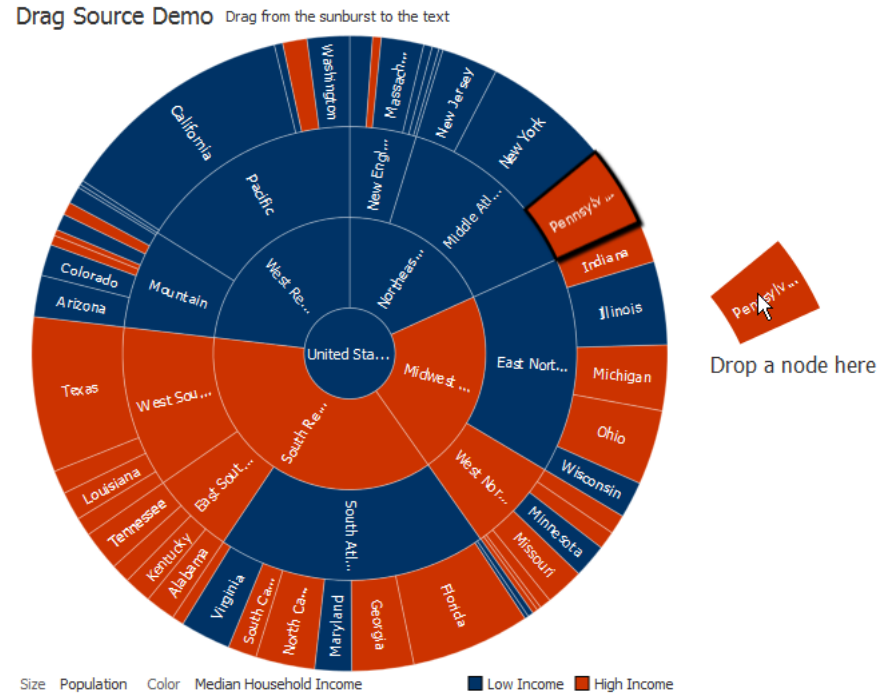 Drag Source Demo Drag from the sunburst to the text
United Sta...
Northeas...
Midwest ...
South Re...
West Re...
New Engl...
Middle Atl...
East Nort...
West Nor...
South Atl...
East Sout...
West Sou...
Mountain
Pacific
Massach...
New Jersey
New York
Pennsylv ...
Indiana
Illinois
Michigan
Ohio
Wisconsin
Minnesota
Missouri
Florida
Georgia
Maryland
North Ca...
South Ca...
Virginia
Alabama
Kentucky
Tennessee
Louisiana
Texas
Arizona
Colorado
California
Washington
Pennsylv...
Drop a node here
Size Population Color Median Household Income Low Income High Income